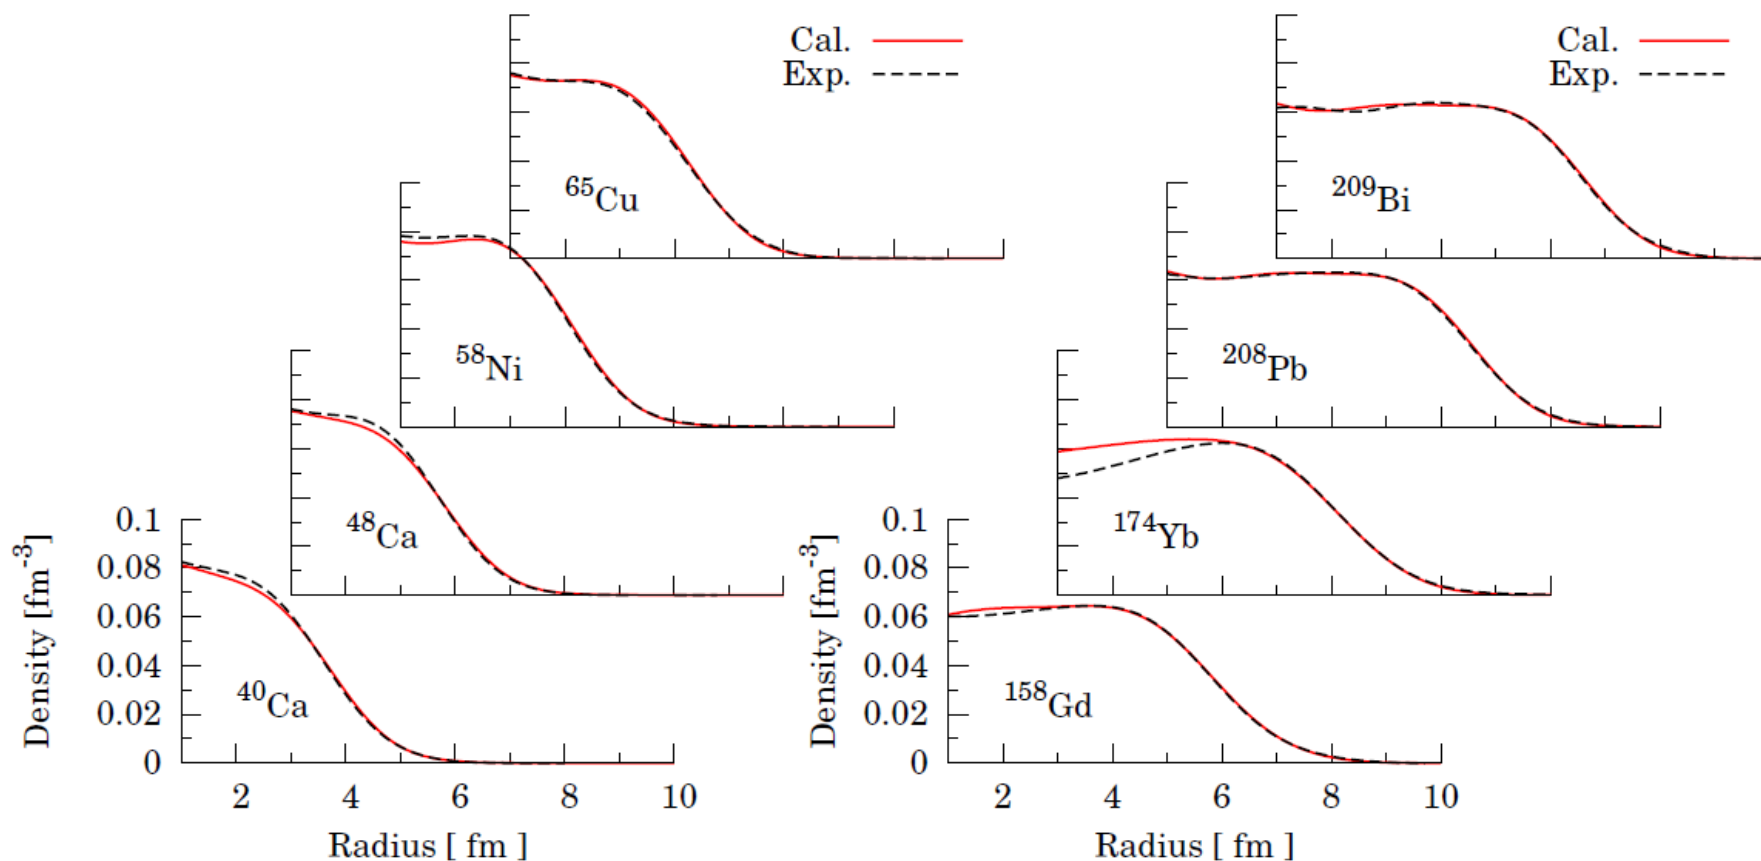 Cal.
Exp.
65Cu
58Ni
48Ca
40Ca
0.1
0.08
0.06
0.04
0.02
0
Density [fm-3]
2 4 6 8 10
Radius [ fm ]
Cal.
Exp.
209Bi
208Pb
174Yb
158Gd
0.1
0.08
0.06
0.04
0.02
0
Density [fm-3]
2 4 6 8 10
Radius [ fm ]